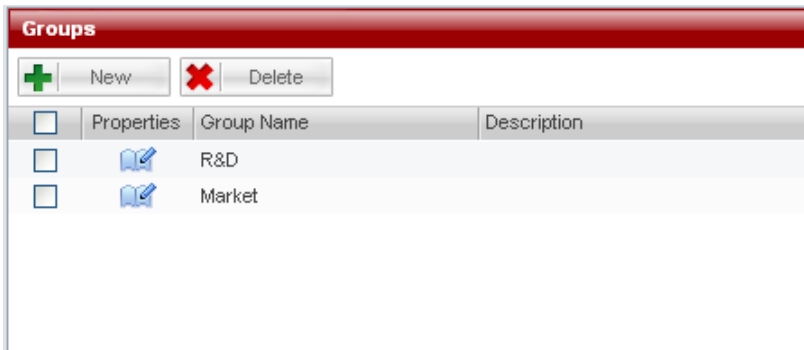 Groups
New Delete
Properties Group Name Description
R&D
Market